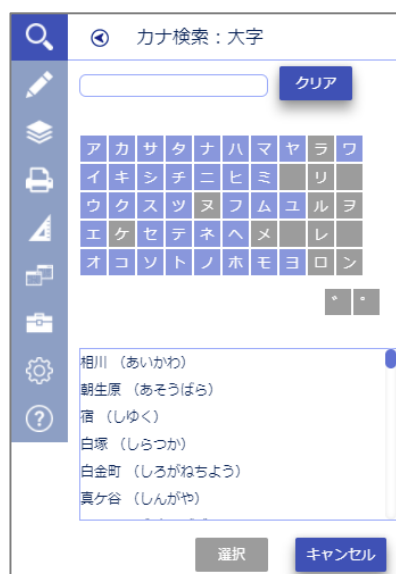 カナ検索：大字
クリア
ア カ サ タ ナ ハ マ ヤ ラ ワ
イ キ シ チ ニ ヒ ミ リ
ウ ク ス ツ ヌ フ ム ユ ル ヲ
エ ケ セ テ ネ ヘ メ レ
オ コ ソ ト ノ ホ モ ヨ ロ ン
゛ ゜
相川 （あいかわ）
朝生原 （あそうばら）
宿 （しゆく）
白塚 （しらつか）
白金町 （しろがねちよう）
真ケ谷 （しんがや）
選択 キャンセル